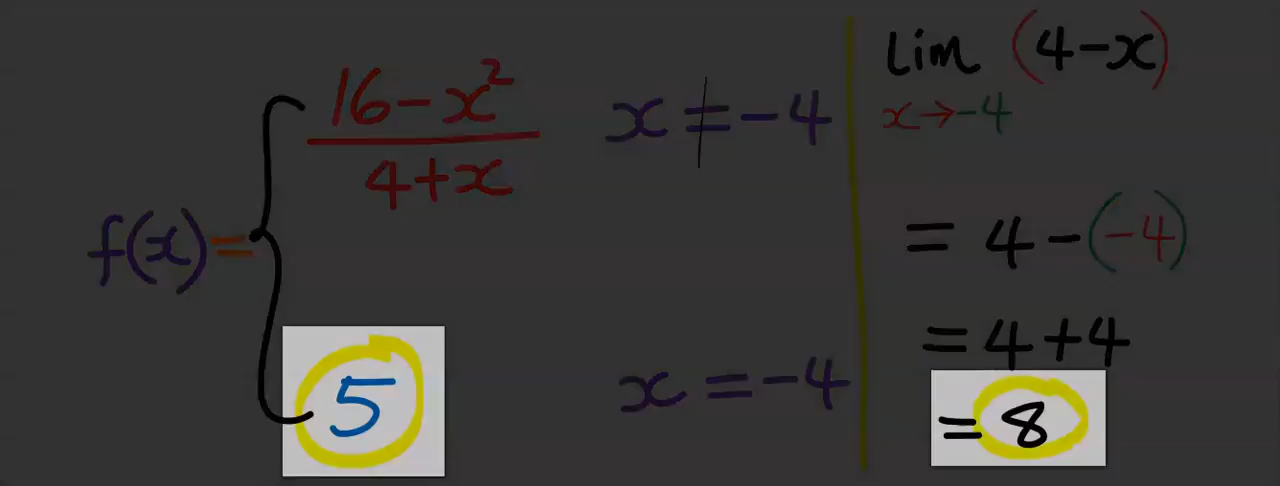 f(x) =
16 - x²
4 + x
x ≠ -4
5
x = -4
Lim (4-x)
x → -4
= 4 - (-4)
= 4 + 4
= 8